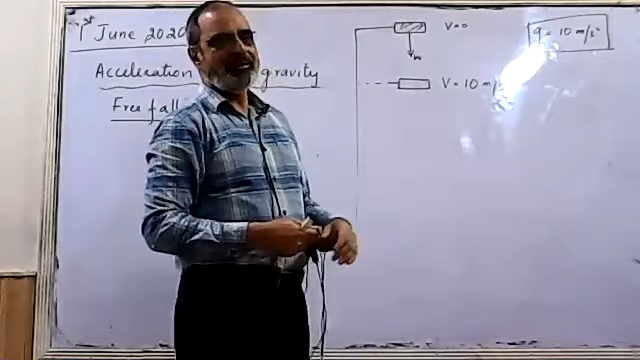 1st June 2020
Acceleration gravity
Free fall
V=0
V = 10 m/s
g = 10 m/s²